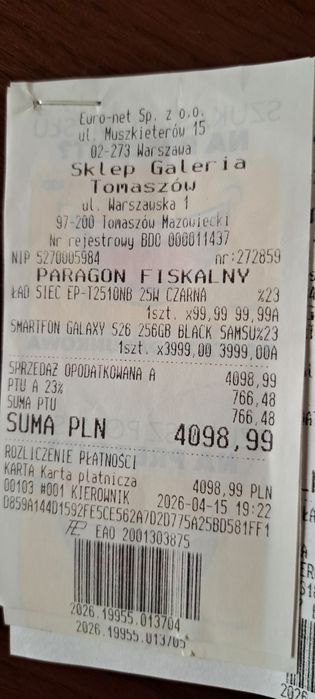 Euro-net Sp. z o.o.
ul. Muszkieterów 15
02-273 Warszawa
Sklep Galeria
Tomaszów
ul. Warszawska 1
97-200 Tomaszów Mazowiecki
Nr rejestrowy BDO 000011437
NIP 5270005984 nr:272859
PARAGON FISKALNY
ŁAD SIEC EP-T2510NB 25W CZARNA %23
1szt. x99,99 99,99A
SMARTFON GALAXY S26 256GB BLACK SAMSU%23
1szt. x3999,00 3999,00A
SPRZEDAŻ OPODATKOWANA A 4098,99
PTU A 23% 766,48
SUMA PTU 766,48
SUMA PLN 4098,99
ROZLICZENIE PŁATNOŚCI
KARTA Karta płatnicza 4098,99 PLN
00103 #001 KIEROWNIK 2026-04-15 19:22
D859A144D1592FE5CE562A7D2D775A25BD581FF1
EAO 2001303875
2026.19955.013704
2026.19955.013705